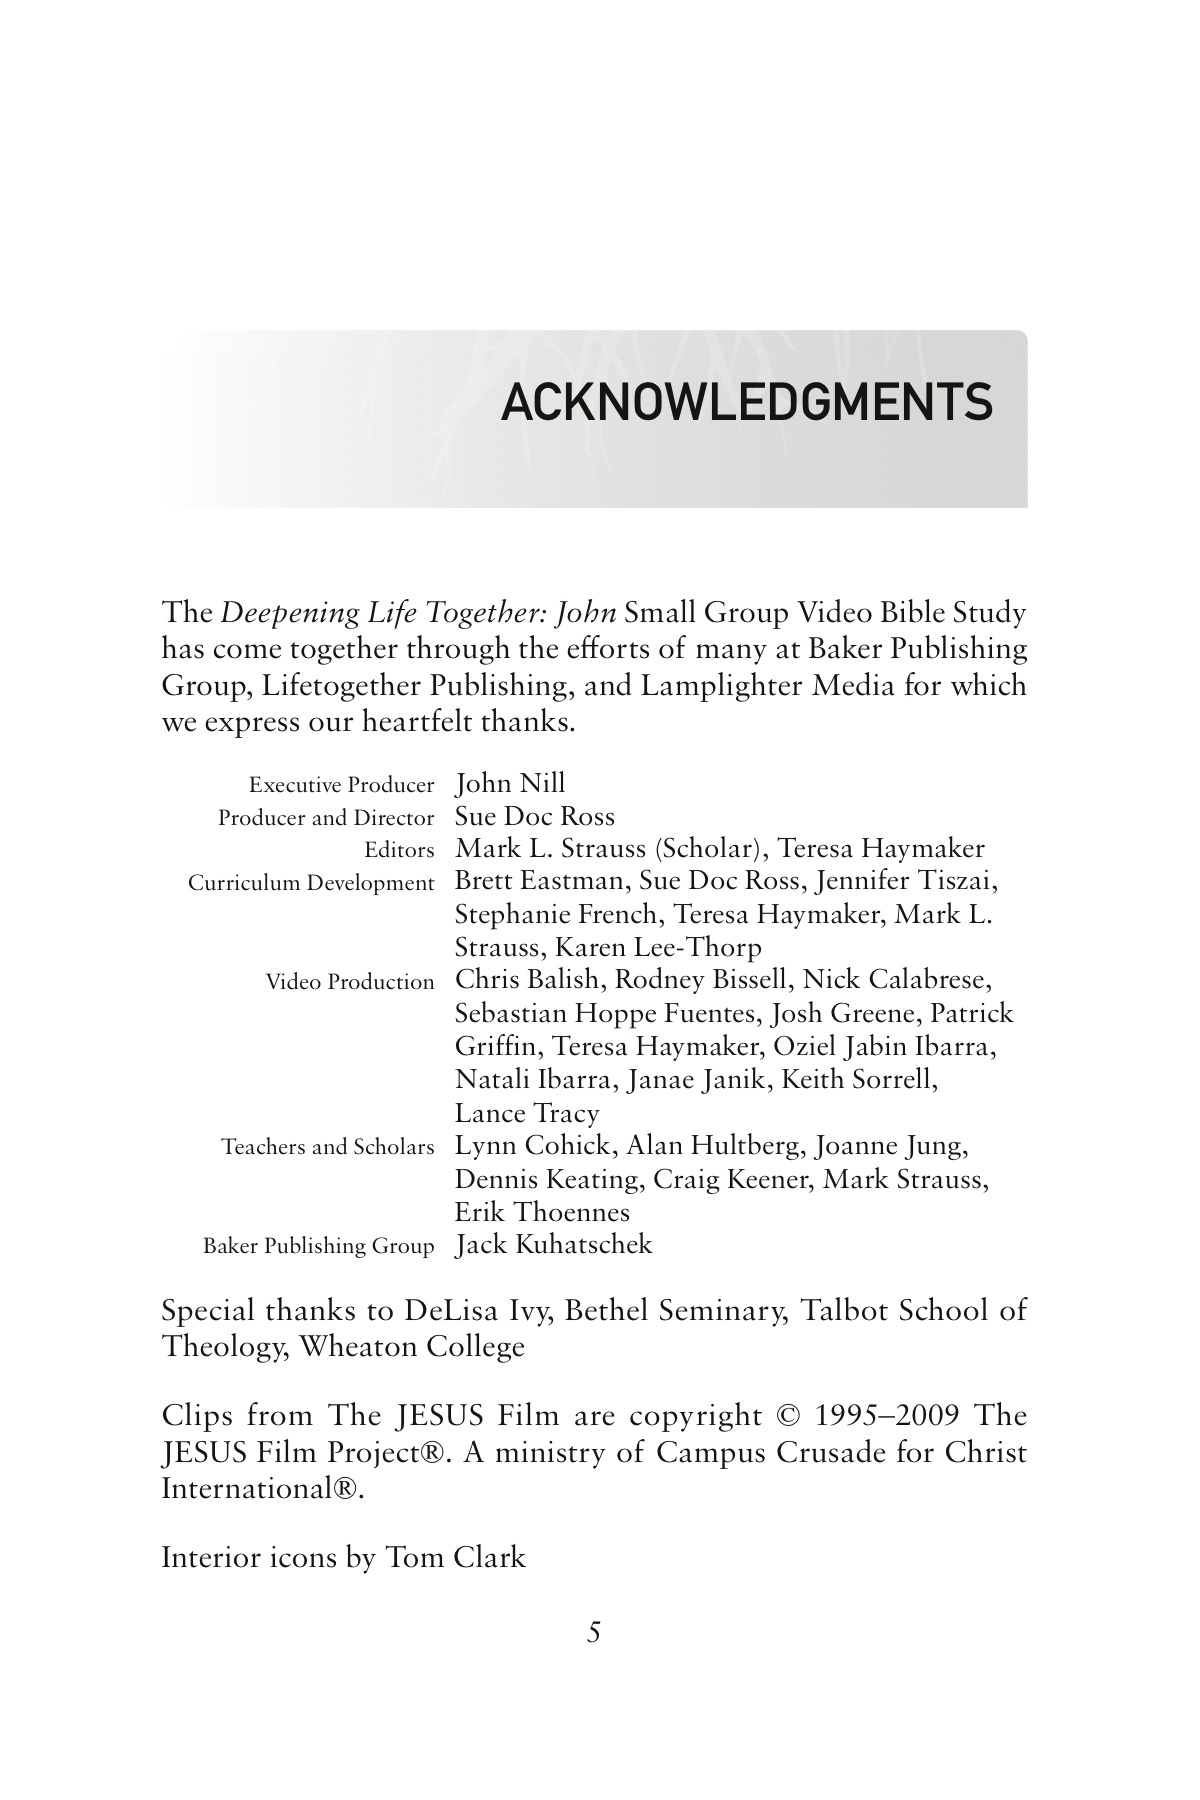 ACKNOWLEDGMENTS
The Deepening Life Together: John Small Group Video Bible Study
has come together through the efforts of many at Baker Publishing
Group, Lifetogether Publishing, and Lamplighter Media for which
we express our heartfelt thanks.
Executive Producer John Nill
Producer and Director Sue Doc Ross
Editors Mark L. Strauss (Scholar), Teresa Haymaker
Curriculum Development Brett Eastman, Sue Doc Ross, Jennifer Tiszai,
Stephanie French, Teresa Haymaker, Mark L.
Strauss, Karen Lee-Thorp
Video Production Chris Balish, Rodney Bissell, Nick Calabrese,
Sebastian Hoppe Fuentes, Josh Greene, Patrick
Griffin, Teresa Haymaker, Oziel Jabin Ibarra,
Natali Ibarra, Janae Janik, Keith Sorrell,
Lance Tracy
Teachers and Scholars Lynn Cohick, Alan Hultberg, Joanne Jung,
Dennis Keating, Craig Keener, Mark Strauss,
Erik Thoennes
Baker Publishing Group Jack Kuhatschek
Special thanks to DeLisa Ivy, Bethel Seminary, Talbot School of
Theology, Wheaton College
Clips from The JESUS Film are copyright © 1995–2009 The
JESUS Film Project®. A ministry of Campus Crusade for Christ
International®.
Interior icons by Tom Clark
5